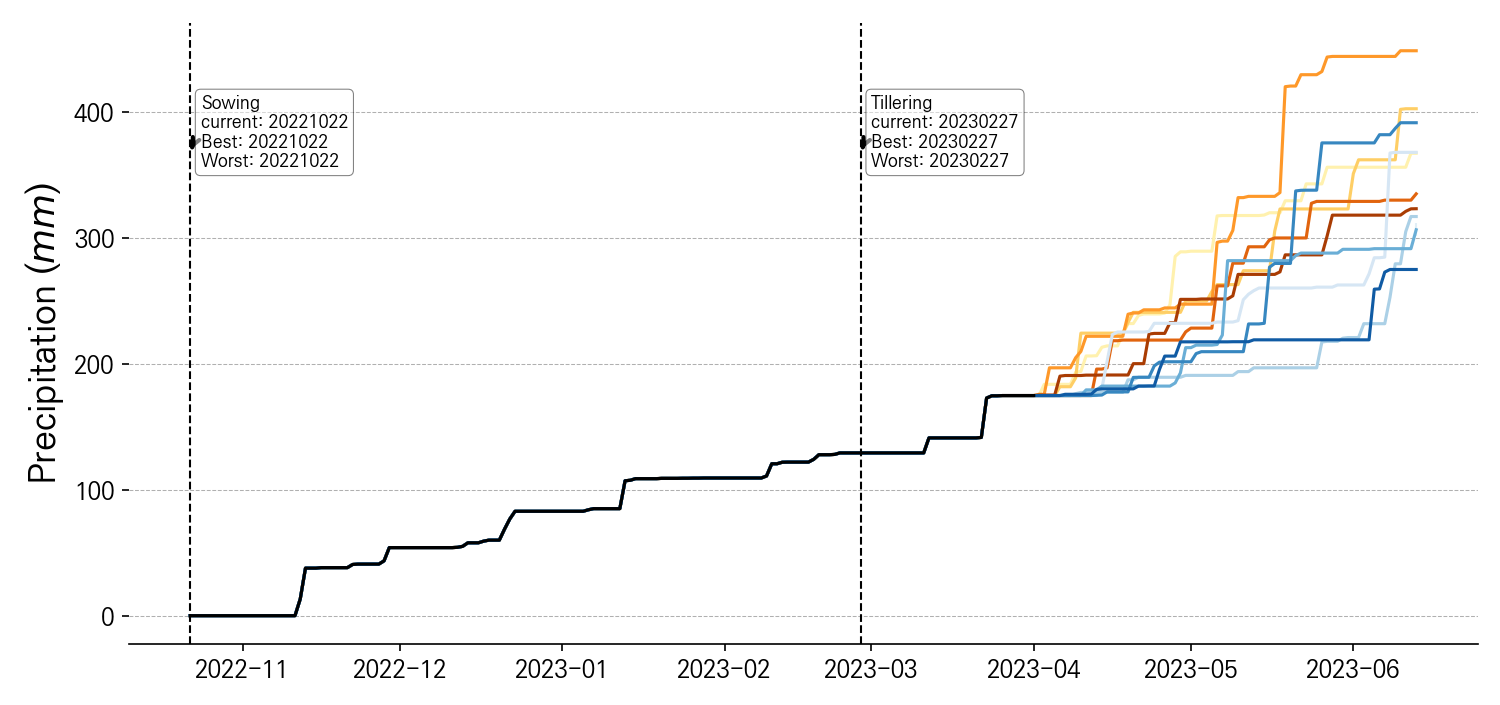 Sowing
current: 20221022
Best: 20221022
Worst: 20221022
Tillering
current: 20230227
Best: 20230227
Worst: 20230227
Precipitation (mm)
400
300
200
100
0
2022-11
2022-12
2023-01
2023-02
2023-03
2023-04
2023-05
2023-06